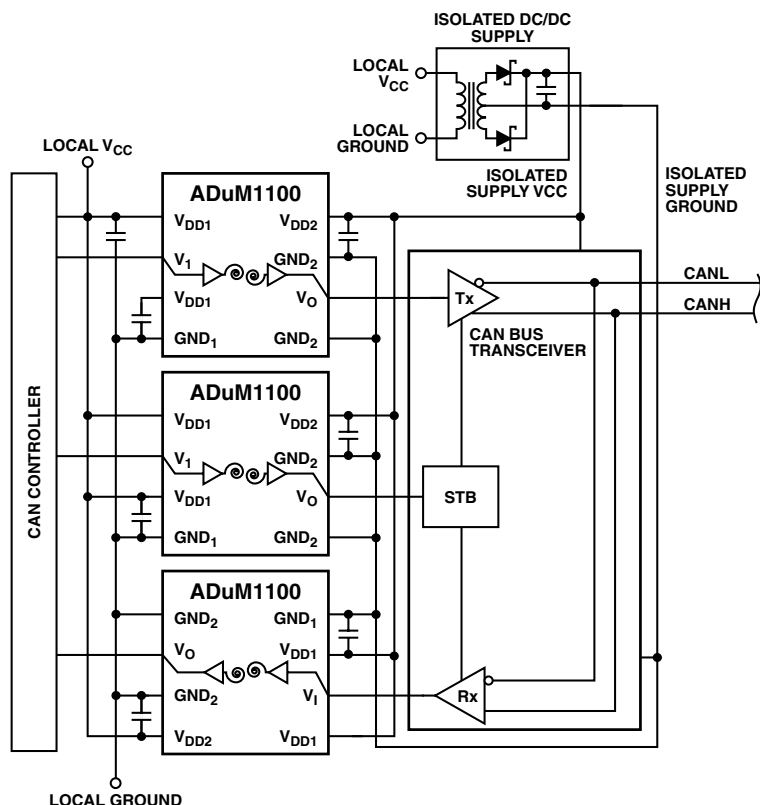 ISOLATED DC/DC
SUPPLY
LOCAL
VCC
LOCAL
GROUND
LOCAL VCC
ISOLATED
SUPPLY VCC
ISOLATED
SUPPLY
GROUND
CAN CONTROLLER
ADuM1100
VDD1
VDD2
V1
GND2
VDD1
VO
GND1
GND2
Tx
CANL
CANH
CAN BUS
TRANSCEIVER
ADuM1100
VDD1
VDD2
V1
GND2
VDD1
VO
GND1
GND2
STB
ADuM1100
GND2
GND1
VO
VDD1
GND2
VI
VDD2
VDD1
Rx
LOCAL GROUND